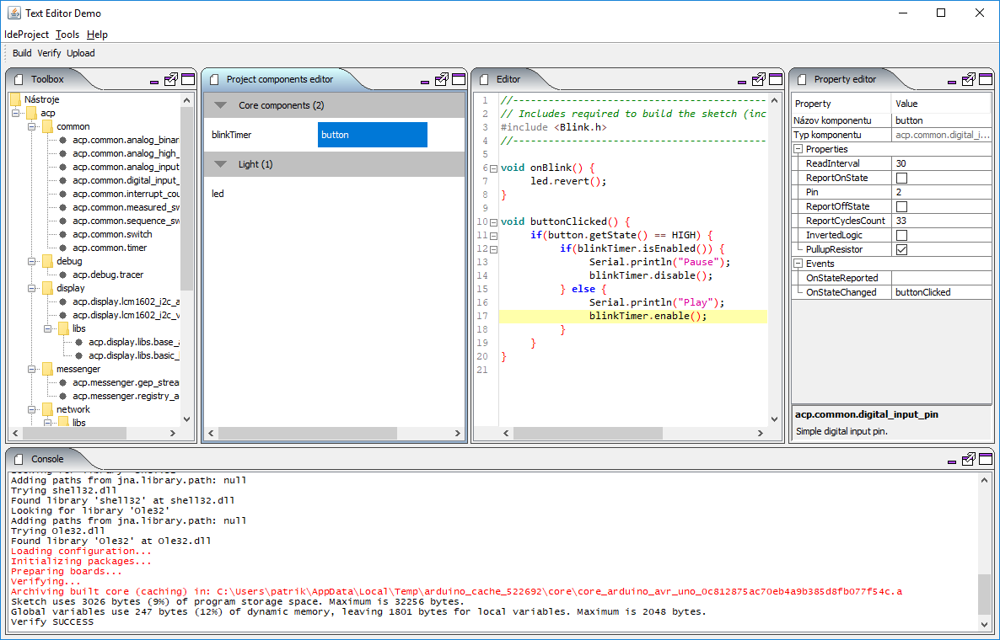 Text Editor Demo
IdeProject Tools Help
Build Verify Upload
Toolbox
Nástroje
acp
common
acp.common.analog_binar
acp.common.analog_high_
acp.common.analog_input
acp.common.digital_input_
acp.common.interrupt_cou
acp.common.measured_sw
acp.common.sequence_sw
acp.common.switch
acp.common.timer
debug
acp.debug.tracer
display
acp.display.lcm1602_i2c_a
acp.display.lcm1602_i2c_v
libs
acp.display.libs.base_
acp.display.libs.basic_
messenger
acp.messenger.gep_strea
acp.messenger.registry_a
network
libs
Project components editor
Core components (2)
blinkTimer button
Light (1)
led
Editor
1 //--------------------------------------------
2 // Includes required to build the sketch (inc
3 #include <Blink.h>
4 //--------------------------------------------
5
6 void onBlink() {
7 led.revert();
8 }
9
10 void buttonClicked() {
11 if(button.getState() == HIGH) {
12 if(blinkTimer.isEnabled()) {
13 Serial.println("Pause");
14 blinkTimer.disable();
15 } else {
16 Serial.println("Play");
17 blinkTimer.enable();
18 }
19 }
20 }
21
Property editor
Property Value
Názov komponentu button
Typ komponentu acp.common.digital_i...
Properties
ReadInterval 30
ReportOnState
Pin 2
ReportOffState
ReportCyclesCount 33
InvertedLogic
PullupResistor
Events
OnStateReported
OnStateChanged buttonClicked
acp.common.digital_input_pin
Simple digital input pin.
Console
Adding paths from jna.library.path: null
Trying shell32.dll
Found library 'shell32' at shell32.dll
Looking for library 'Ole32'
Adding paths from jna.library.path: null
Trying Ole32.dll
Found library 'Ole32' at Ole32.dll
Loading configuration...
Initializing packages...
Preparing boards...
Verifying...
Archiving built core (caching) in: C:\Users\patrik\AppData\Local\Temp\arduino_cache_522692\core\core_arduino_avr_uno_0c812875ac70eb4a9b385d8fb077f54c.a
Sketch uses 3026 bytes (9%) of program storage space. Maximum is 32256 bytes.
Global variables use 247 bytes (12%) of dynamic memory, leaving 1801 bytes for local variables. Maximum is 2048 bytes.
Verify SUCCESS